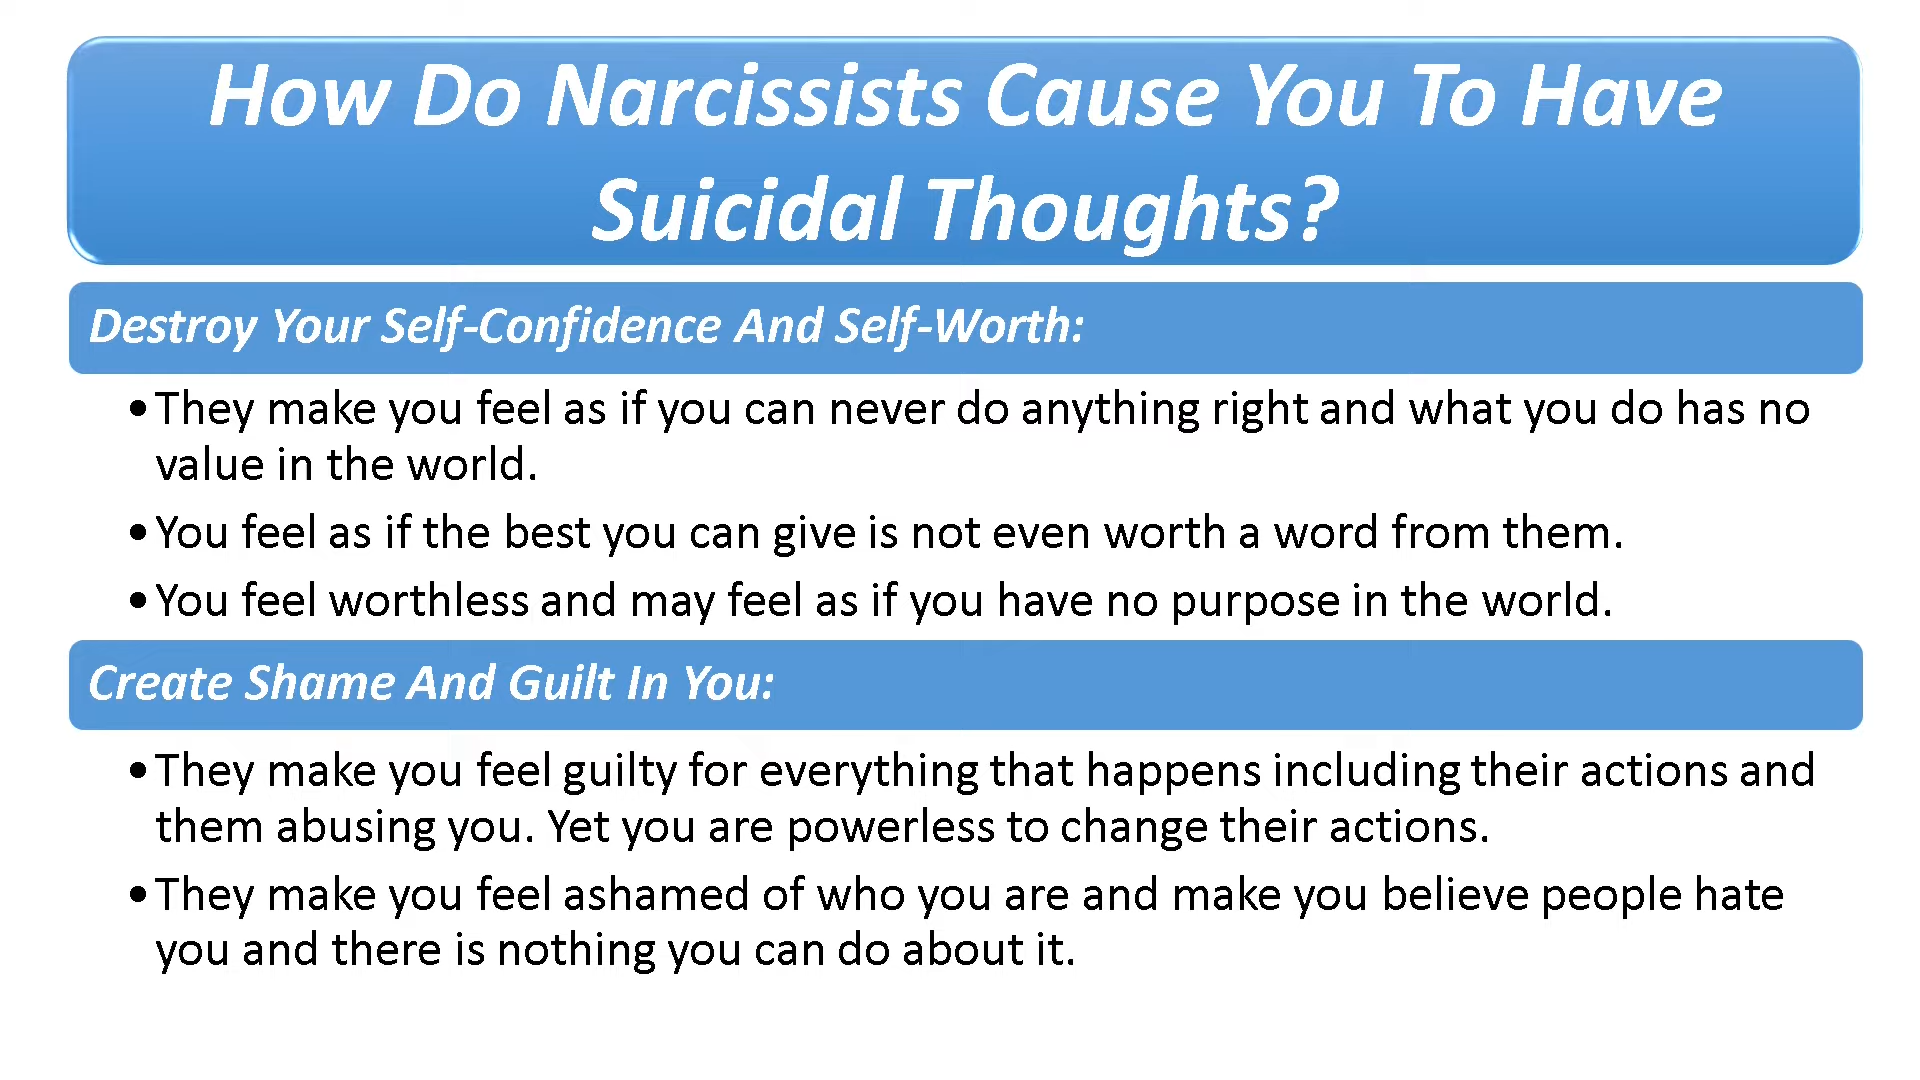 How Do Narcissists Cause You To Have
Suicidal Thoughts?
Destroy Your Self-Confidence And Self-Worth:
•They make you feel as if you can never do anything right and what you do has no
value in the world.
•You feel as if the best you can give is not even worth a word from them.
•You feel worthless and may feel as if you have no purpose in the world.
Create Shame And Guilt In You:
•They make you feel guilty for everything that happens including their actions and
them abusing you. Yet you are powerless to change their actions.
•They make you feel ashamed of who you are and make you believe people hate
you and there is nothing you can do about it.